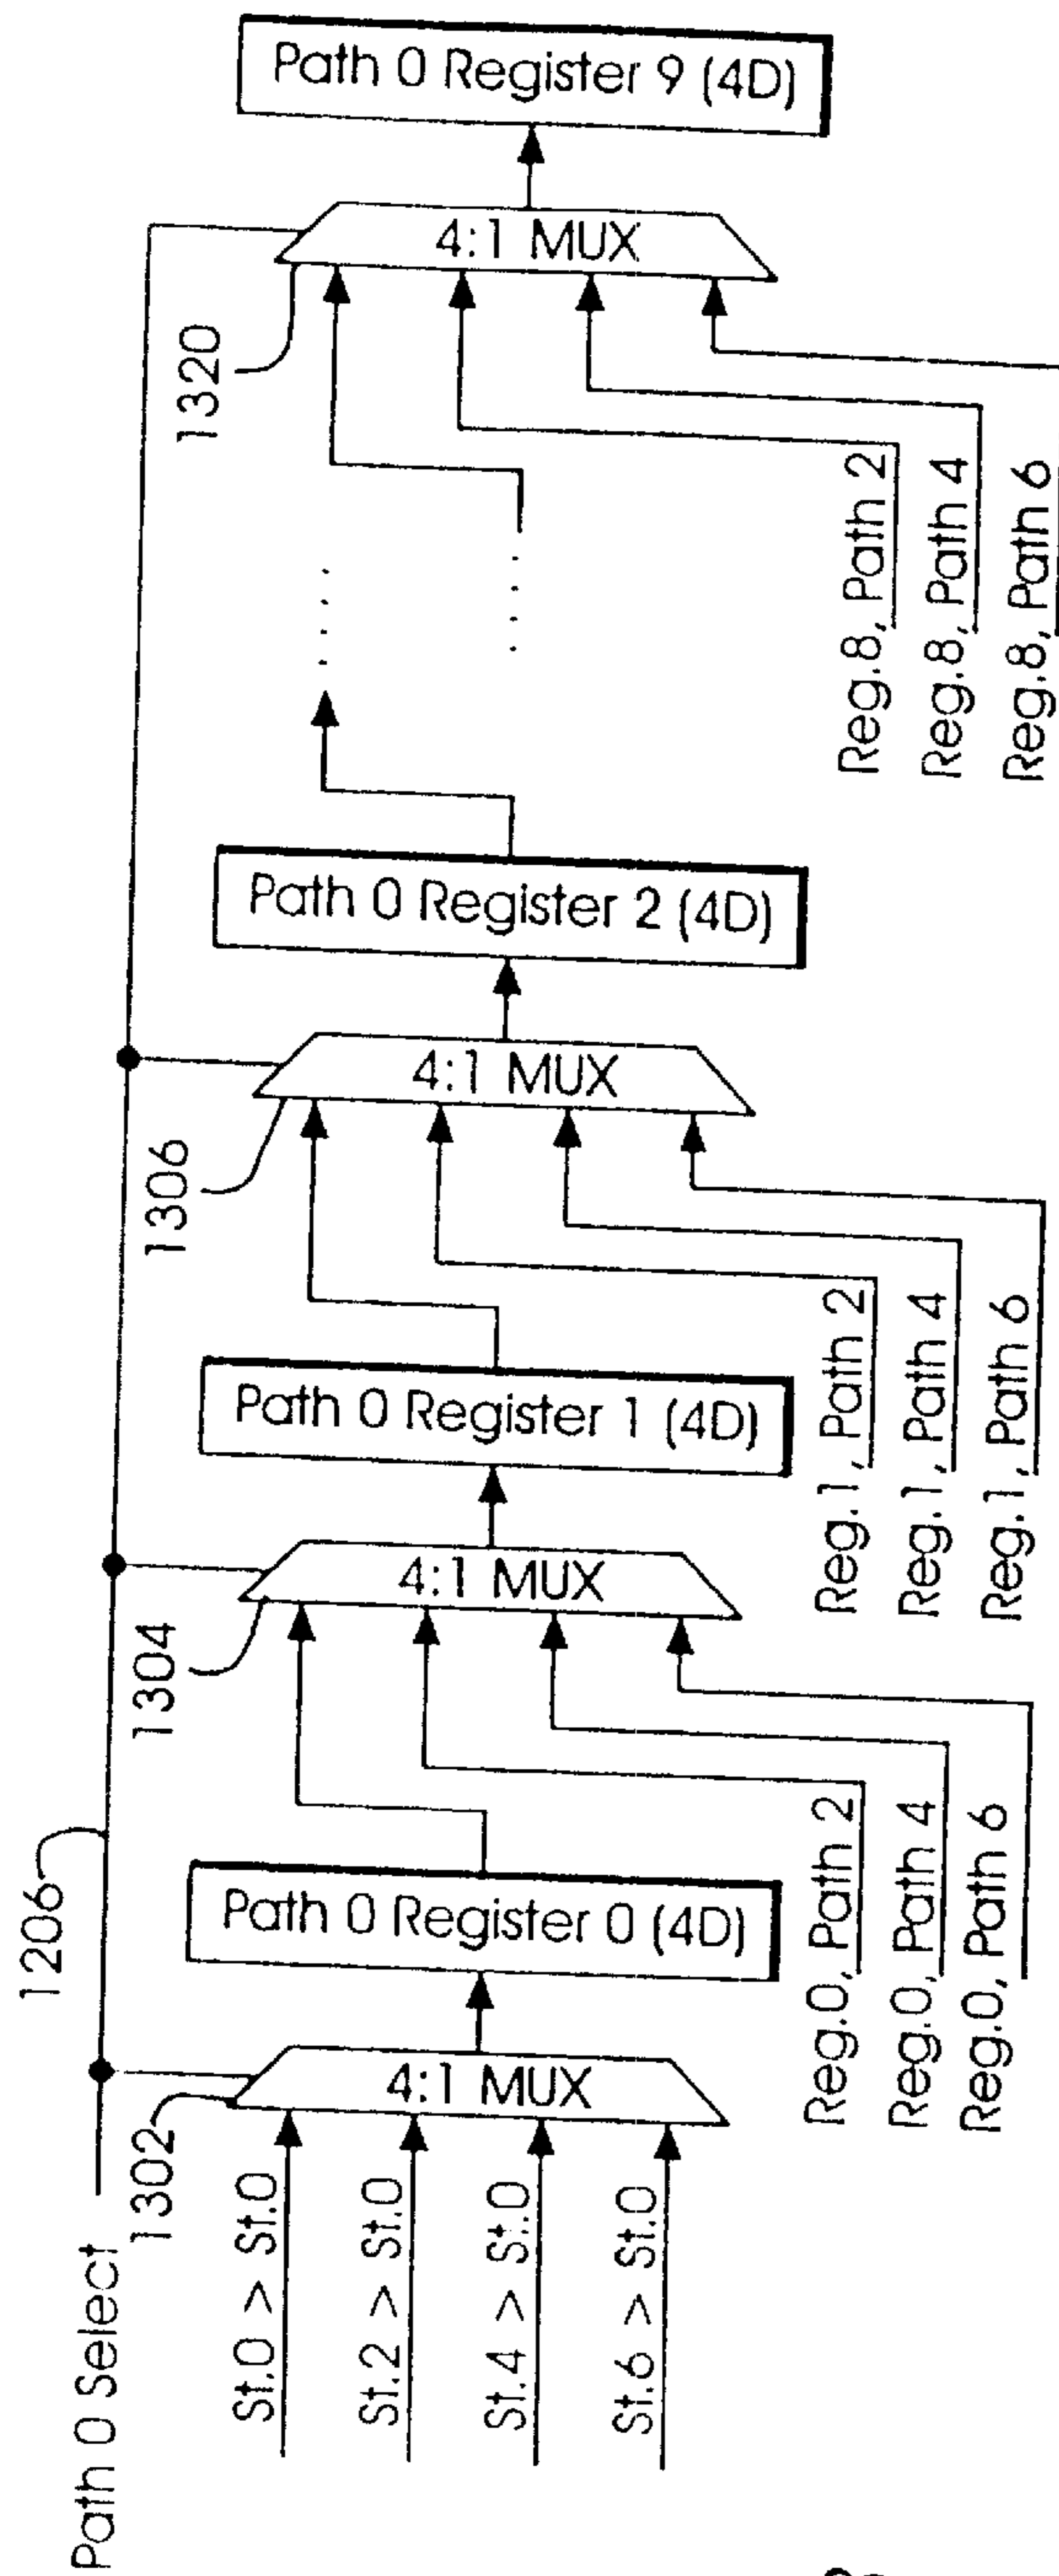 Path 0 Select
1206
1302
St.0 > St.0
St.2 > St.0
St.4 > St.0
St.6 > St.0
4:1 MUX
Path 0 Register 0 (4D)
Reg.0, Path 2
Reg.0, Path 4
Reg.0, Path 6
1304
4:1 MUX
Path 0 Register 1 (4D)
Reg.1, Path 2
Reg.1, Path 4
Reg.1, Path 6
1306
4:1 MUX
Path 0 Register 2 (4D)
. . . .
. . . .
Reg.8, Path 2
Reg.8, Path 4
Reg.8, Path 6
1320
4:1 MUX
Path 0 Register 9 (4D)